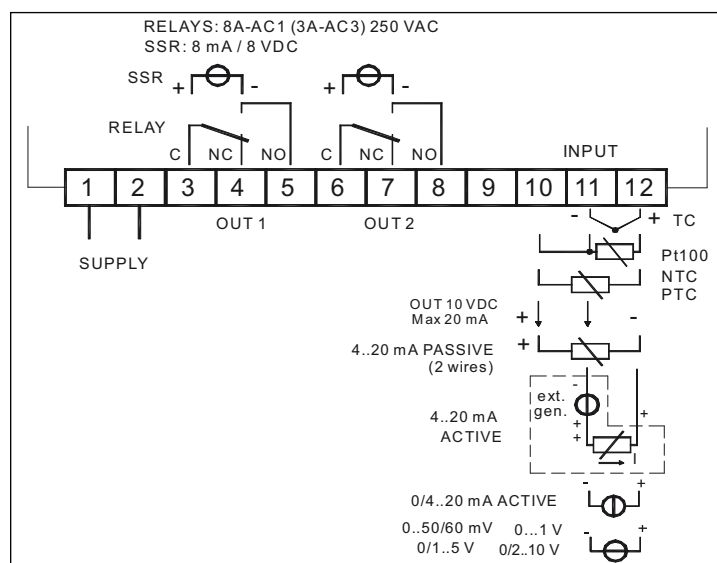 RELAYS: 8A-AC1 (3A-AC3) 250 VAC
SSR: 8 mA / 8 VDC
SSR + - + -
RELAY
C NC NO C NC NO INPUT
1 2 3 4 5 6 7 8 9 10 11 12
OUT 1 OUT 2
- + TC
SUPPLY
Pt100
NTC
PTC
OUT 10 VDC
Max 20 mA + -
4..20 mA PASSIVE +
(2 wires)
-
ext.
gen.
+ +
4..20 mA +
ACTIVE
I
0/4..20 mA ACTIVE - +
0..50/60 mV 0...1 V - +
0/1..5 V 0/2..10 V